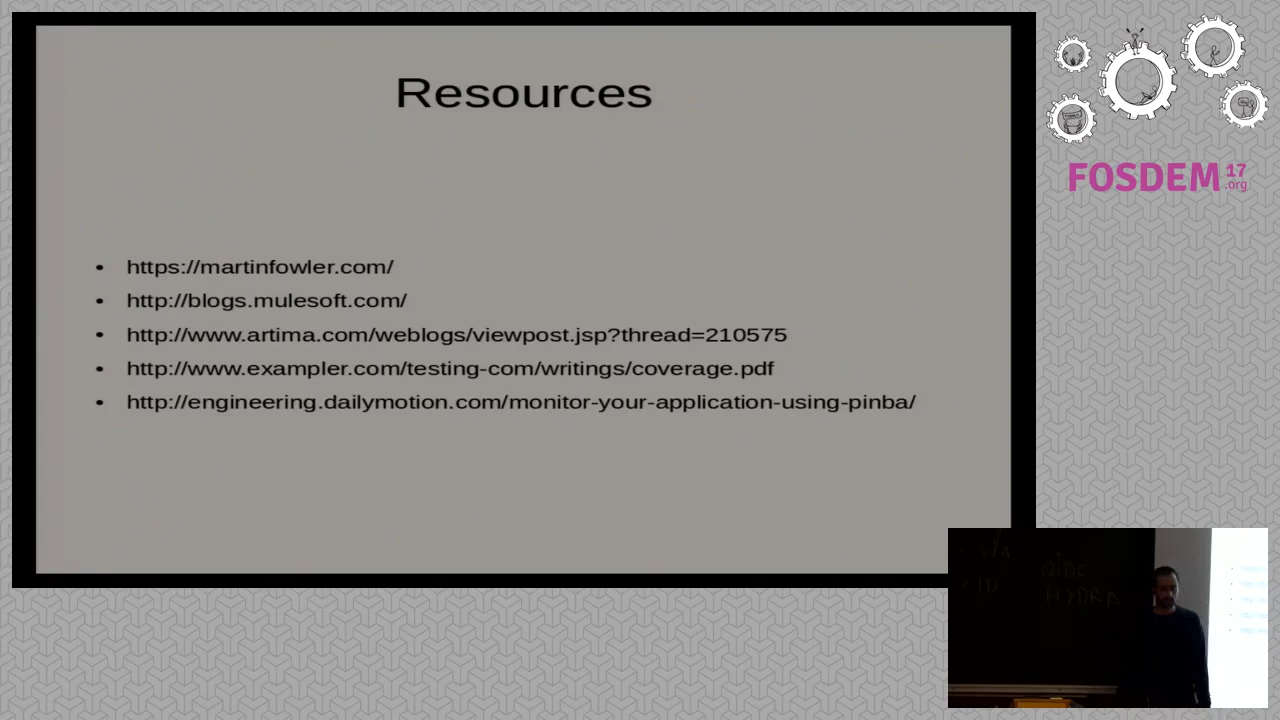 Resources
• https://martinfowler.com/
• http://blogs.mulesoft.com/
• http://www.artima.com/weblogs/viewpost.jsp?thread=210575
• http://www.exampler.com/testing-com/writings/coverage.pdf
• http://engineering.dailymotion.com/monitor-your-application-using-pinba/
FOSDEM 17
.org
OIDC
HYDRA